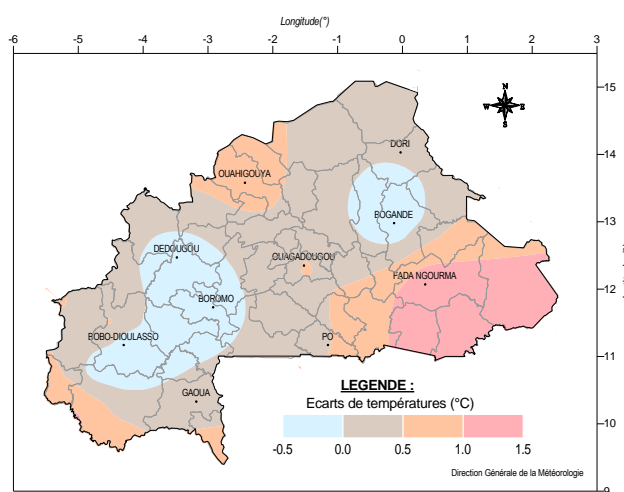 Longitude(°)
-6 -5 -4 -3 -2 -1 0 1 2 3
N
W E
S
15
DORI
14
OUAHIGOUYA
BOGANDE
13
DEDOUGOU
OUAGADOUGOU
FADA NGOURMA
12
BOROMO
BOBO-DIOULASSO
PO
11
LEGENDE :
GAOUA
Ecarts de températures (°C)
10
-0.5 0.0 0.5 1.0 1.5
Direction Générale de la Météorologie
9